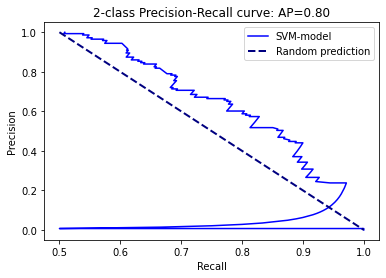 2-class Precision-Recall curve: AP=0.80
SVM-model
Random prediction
Precision
1.0
0.8
0.6
0.4
0.2
0.0
0.5
0.6
0.7
0.8
0.9
1.0
Recall